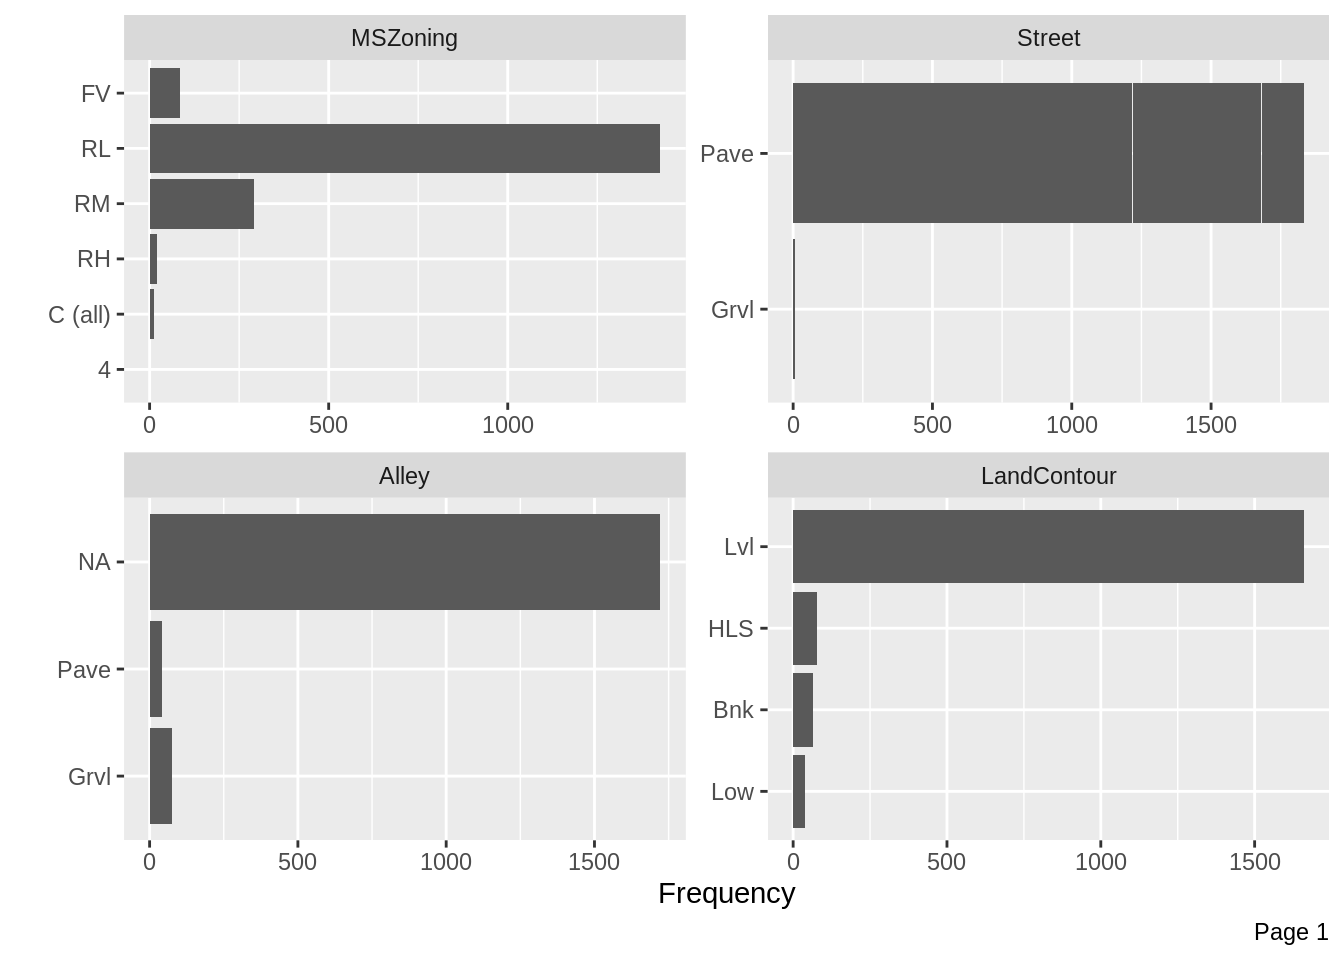 MSZoning
FV
RL
RM
RH
C (all)
4
0 500 1000
Street
Pave
Grvl
0 500 1000 1500
Alley
NA
Pave
Grvl
0 500 1000 1500
LandContour
Lvl
HLS
Bnk
Low
0 500 1000 1500
Frequency
Page 1